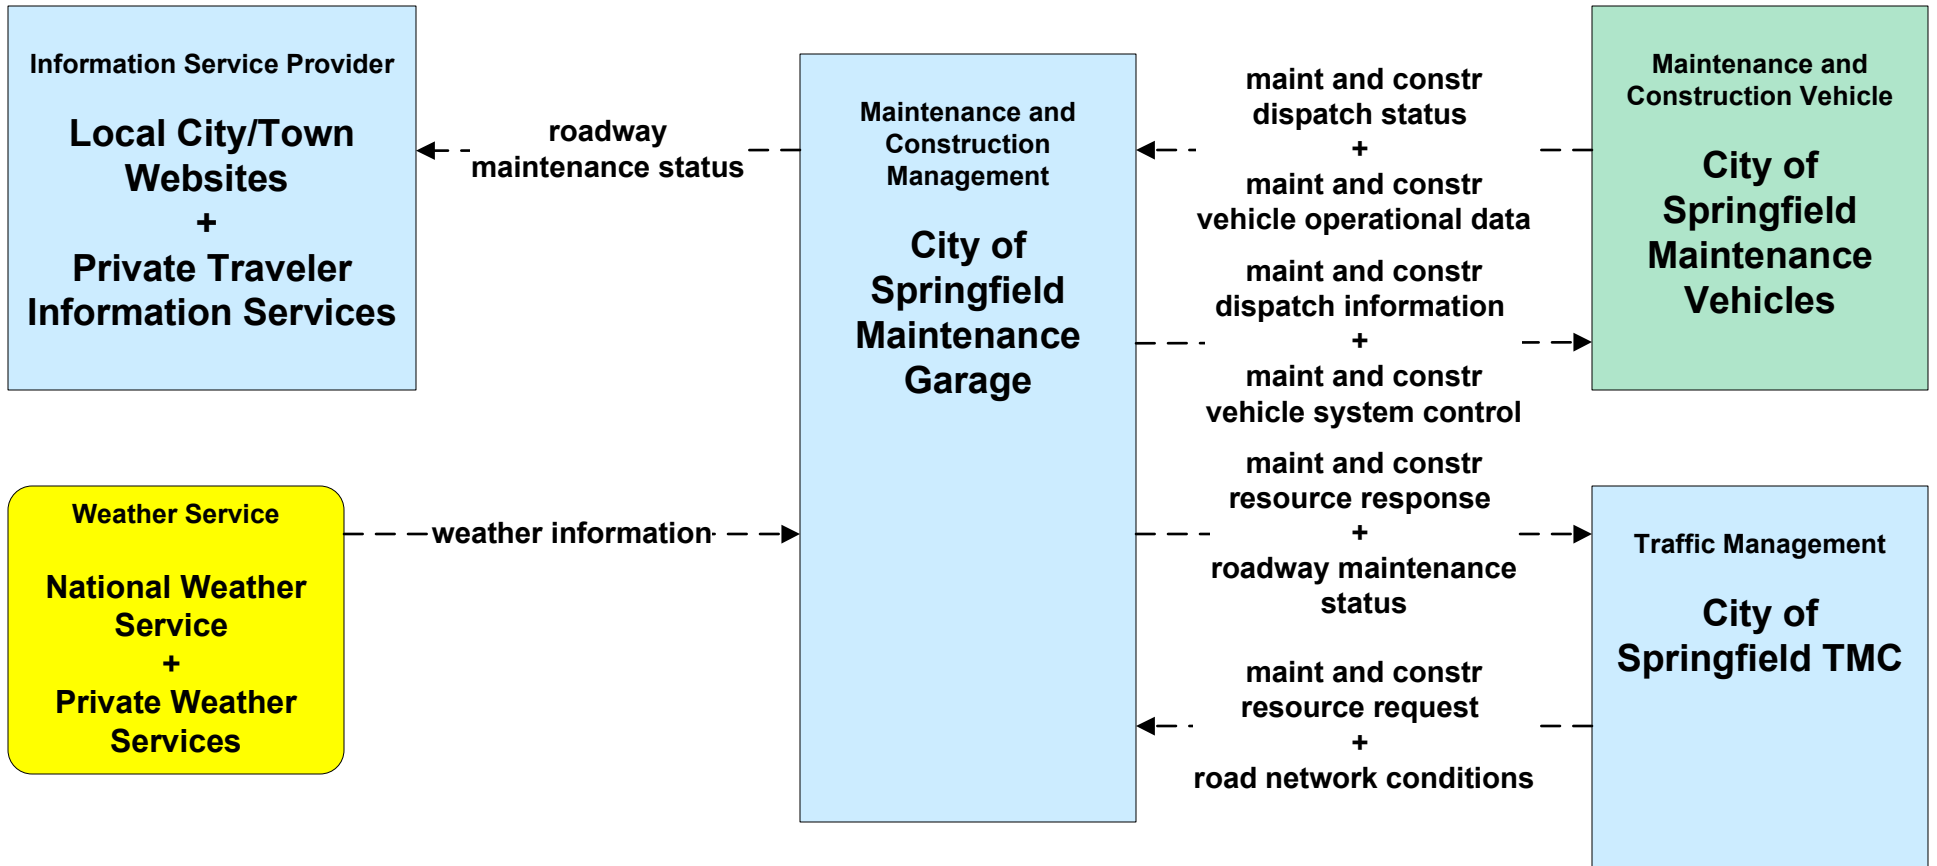 Information Service Provider
Local City/Town
Websites
+
Private Traveler
Information Services
roadway
maintenance status
Weather Service
National Weather
Service
+
Private Weather
Services
weather information
Maintenance and
Construction
Management
City of
Springfield
Maintenance
Garage
maint and constr
dispatch status
+
maint and constr
vehicle operational data
maint and constr
dispatch information
+
maint and constr
vehicle system control
maint and constr
resource response
+
roadway maintenance
status
maint and constr
resource request
+
road network conditions
Maintenance and
Construction Vehicle
City of
Springfield
Maintenance
Vehicles
Traffic Management
City of
Springfield TMC